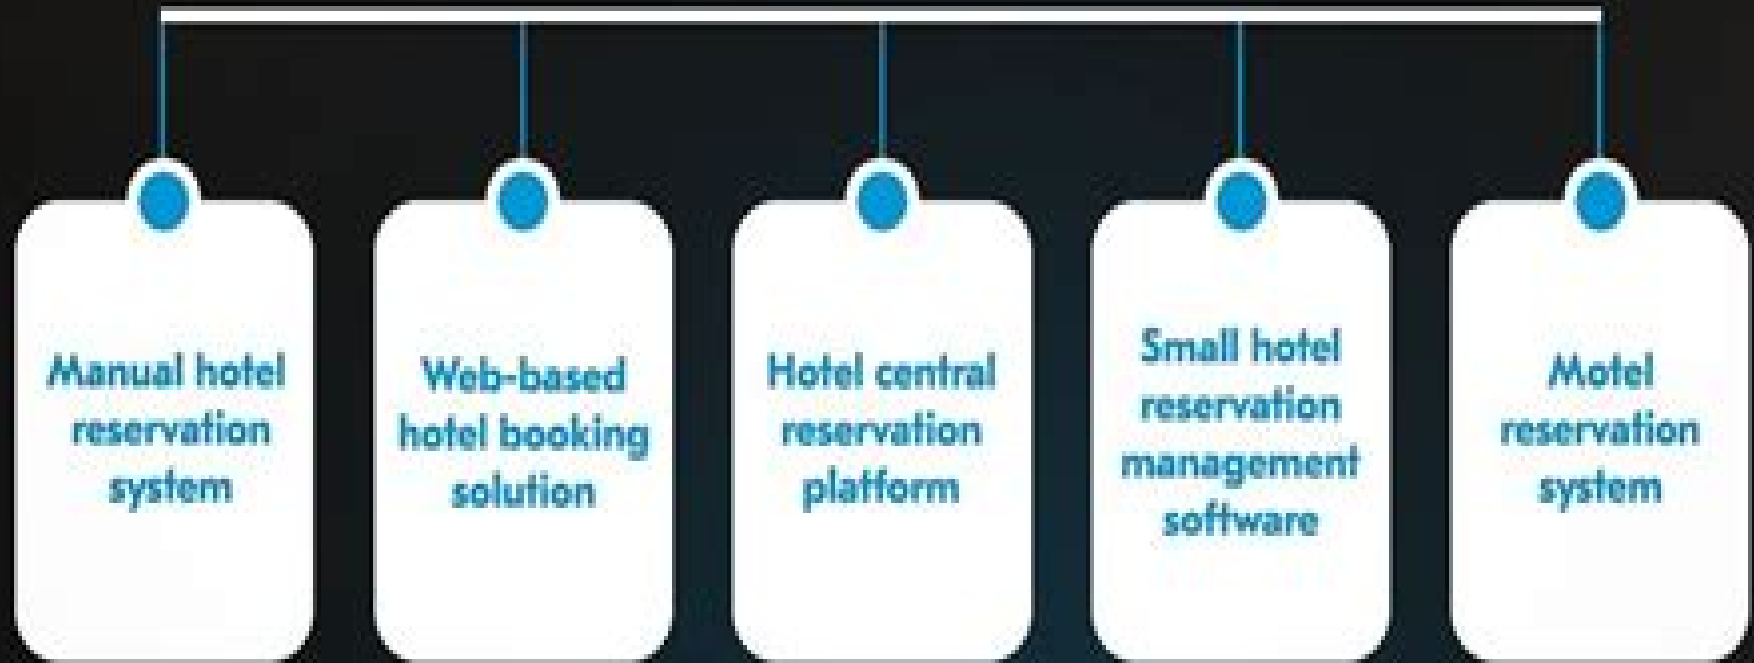 Manual hotel
reservation
system
Web-based
hotel booking
solution
Hotel central
reservation
platform
Small hotel
reservation
management
software
Motel
reservation
system